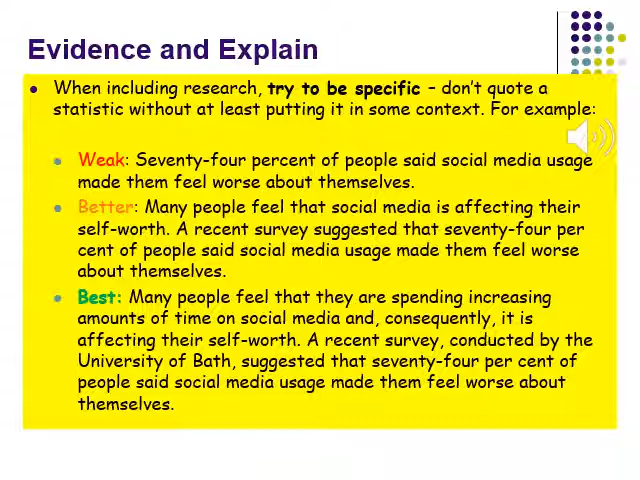 Evidence and Explain
When including research, try to be specific – don't quote a
statistic without at least putting it in some context. For example:
Weak: Seventy-four percent of people said social media usage
made them feel worse about themselves.
Better: Many people feel that social media is affecting their
self-worth. A recent survey suggested that seventy-four per
cent of people said social media usage made them feel worse
about themselves.
Best: Many people feel that they are spending increasing
amounts of time on social media and, consequently, it is
affecting their self-worth. A recent survey, conducted by the
University of Bath, suggested that seventy-four per cent of
people said social media usage made them feel worse about
themselves.